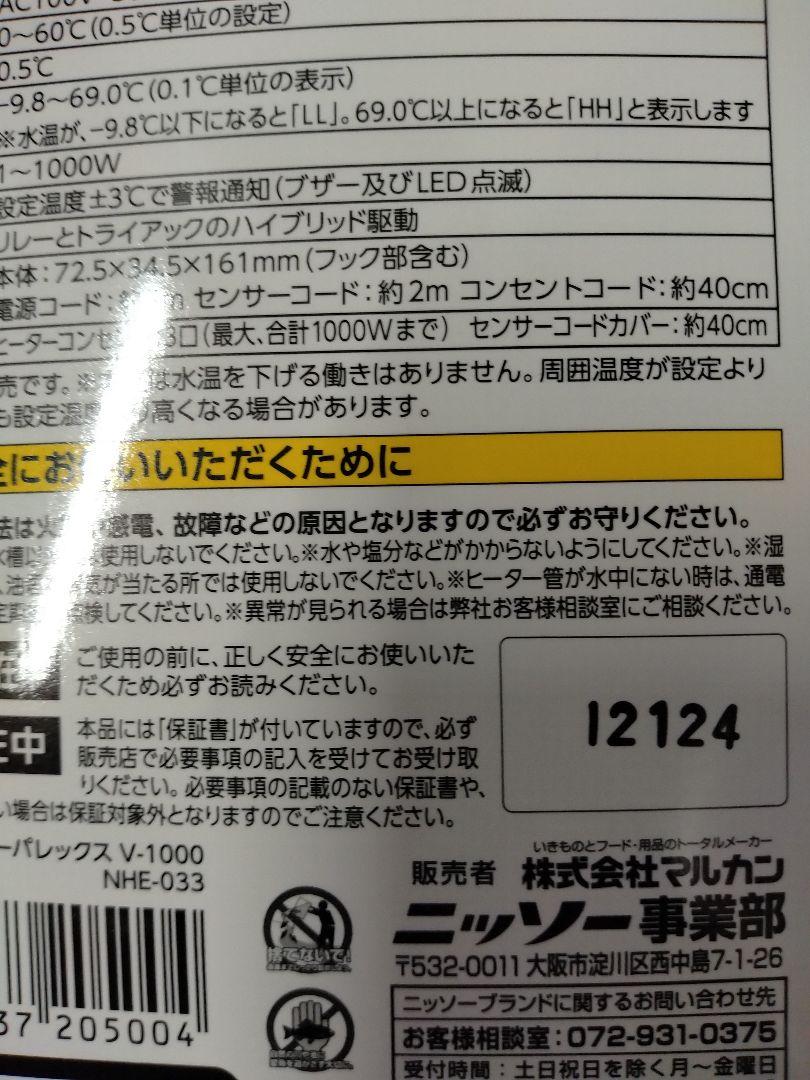 0~60℃(0.5℃単位の設定)
0.5℃
-9.8~69.0℃(0.1℃単位の表示)
※水温が、-9.8℃以下になると「LL」。69.0℃以上になると「HH」と表示します
1~1000W
設定温度±3℃で警報通知(ブザー及びLED点滅)
リレーとトライアックのハイブリッド駆動
本体:72.5×34.5×161mm(フック部含む)
電源コード: センサーコード:約2m コンセントコード:約40cm
ヒーターコンセ 3口(最大、合計1000Wまで) センサーコードカバー:約40cm
売です。※ は水温を下げる働きはありません。周囲温度が設定より
も設定温 高くなる場合があります。
全にお いいただくために
法は火 感電、故障などの原因となりますので必ずお守りください。
水槽以 使用しないでください。※水や塩分などがかからないようにしてください。※湿
、油 気が当たる所では使用しないでください。※ヒーター管が水中にない時は、通電
点検してください。※異常が見られる場合は弊社お客様相談室にご相談ください。
ご使用の前に、正しく安全にお使いいた
だくため必ずお読みください。
12124
中
本品には「保証書」が付いていますので、必ず
販売店で必要事項の記入を受けてお受け取
りください。必要事項の記載のない保証書や、
い場合は保証対象外となりますのでご注意ください。
ーパレックス V-1000
NHE-033
37 205004
捨てないで!
いきものとフード・用品のトータルメーカー
販売者 株式会社マルカン
ニッソー事業部
〒532-0011 大阪市淀川区西中島7-1-26
ニッソーブランドに関するお問い合わせ先
お客様相談室:072-931-0375
受付時間:土日祝日を除く月~金曜日